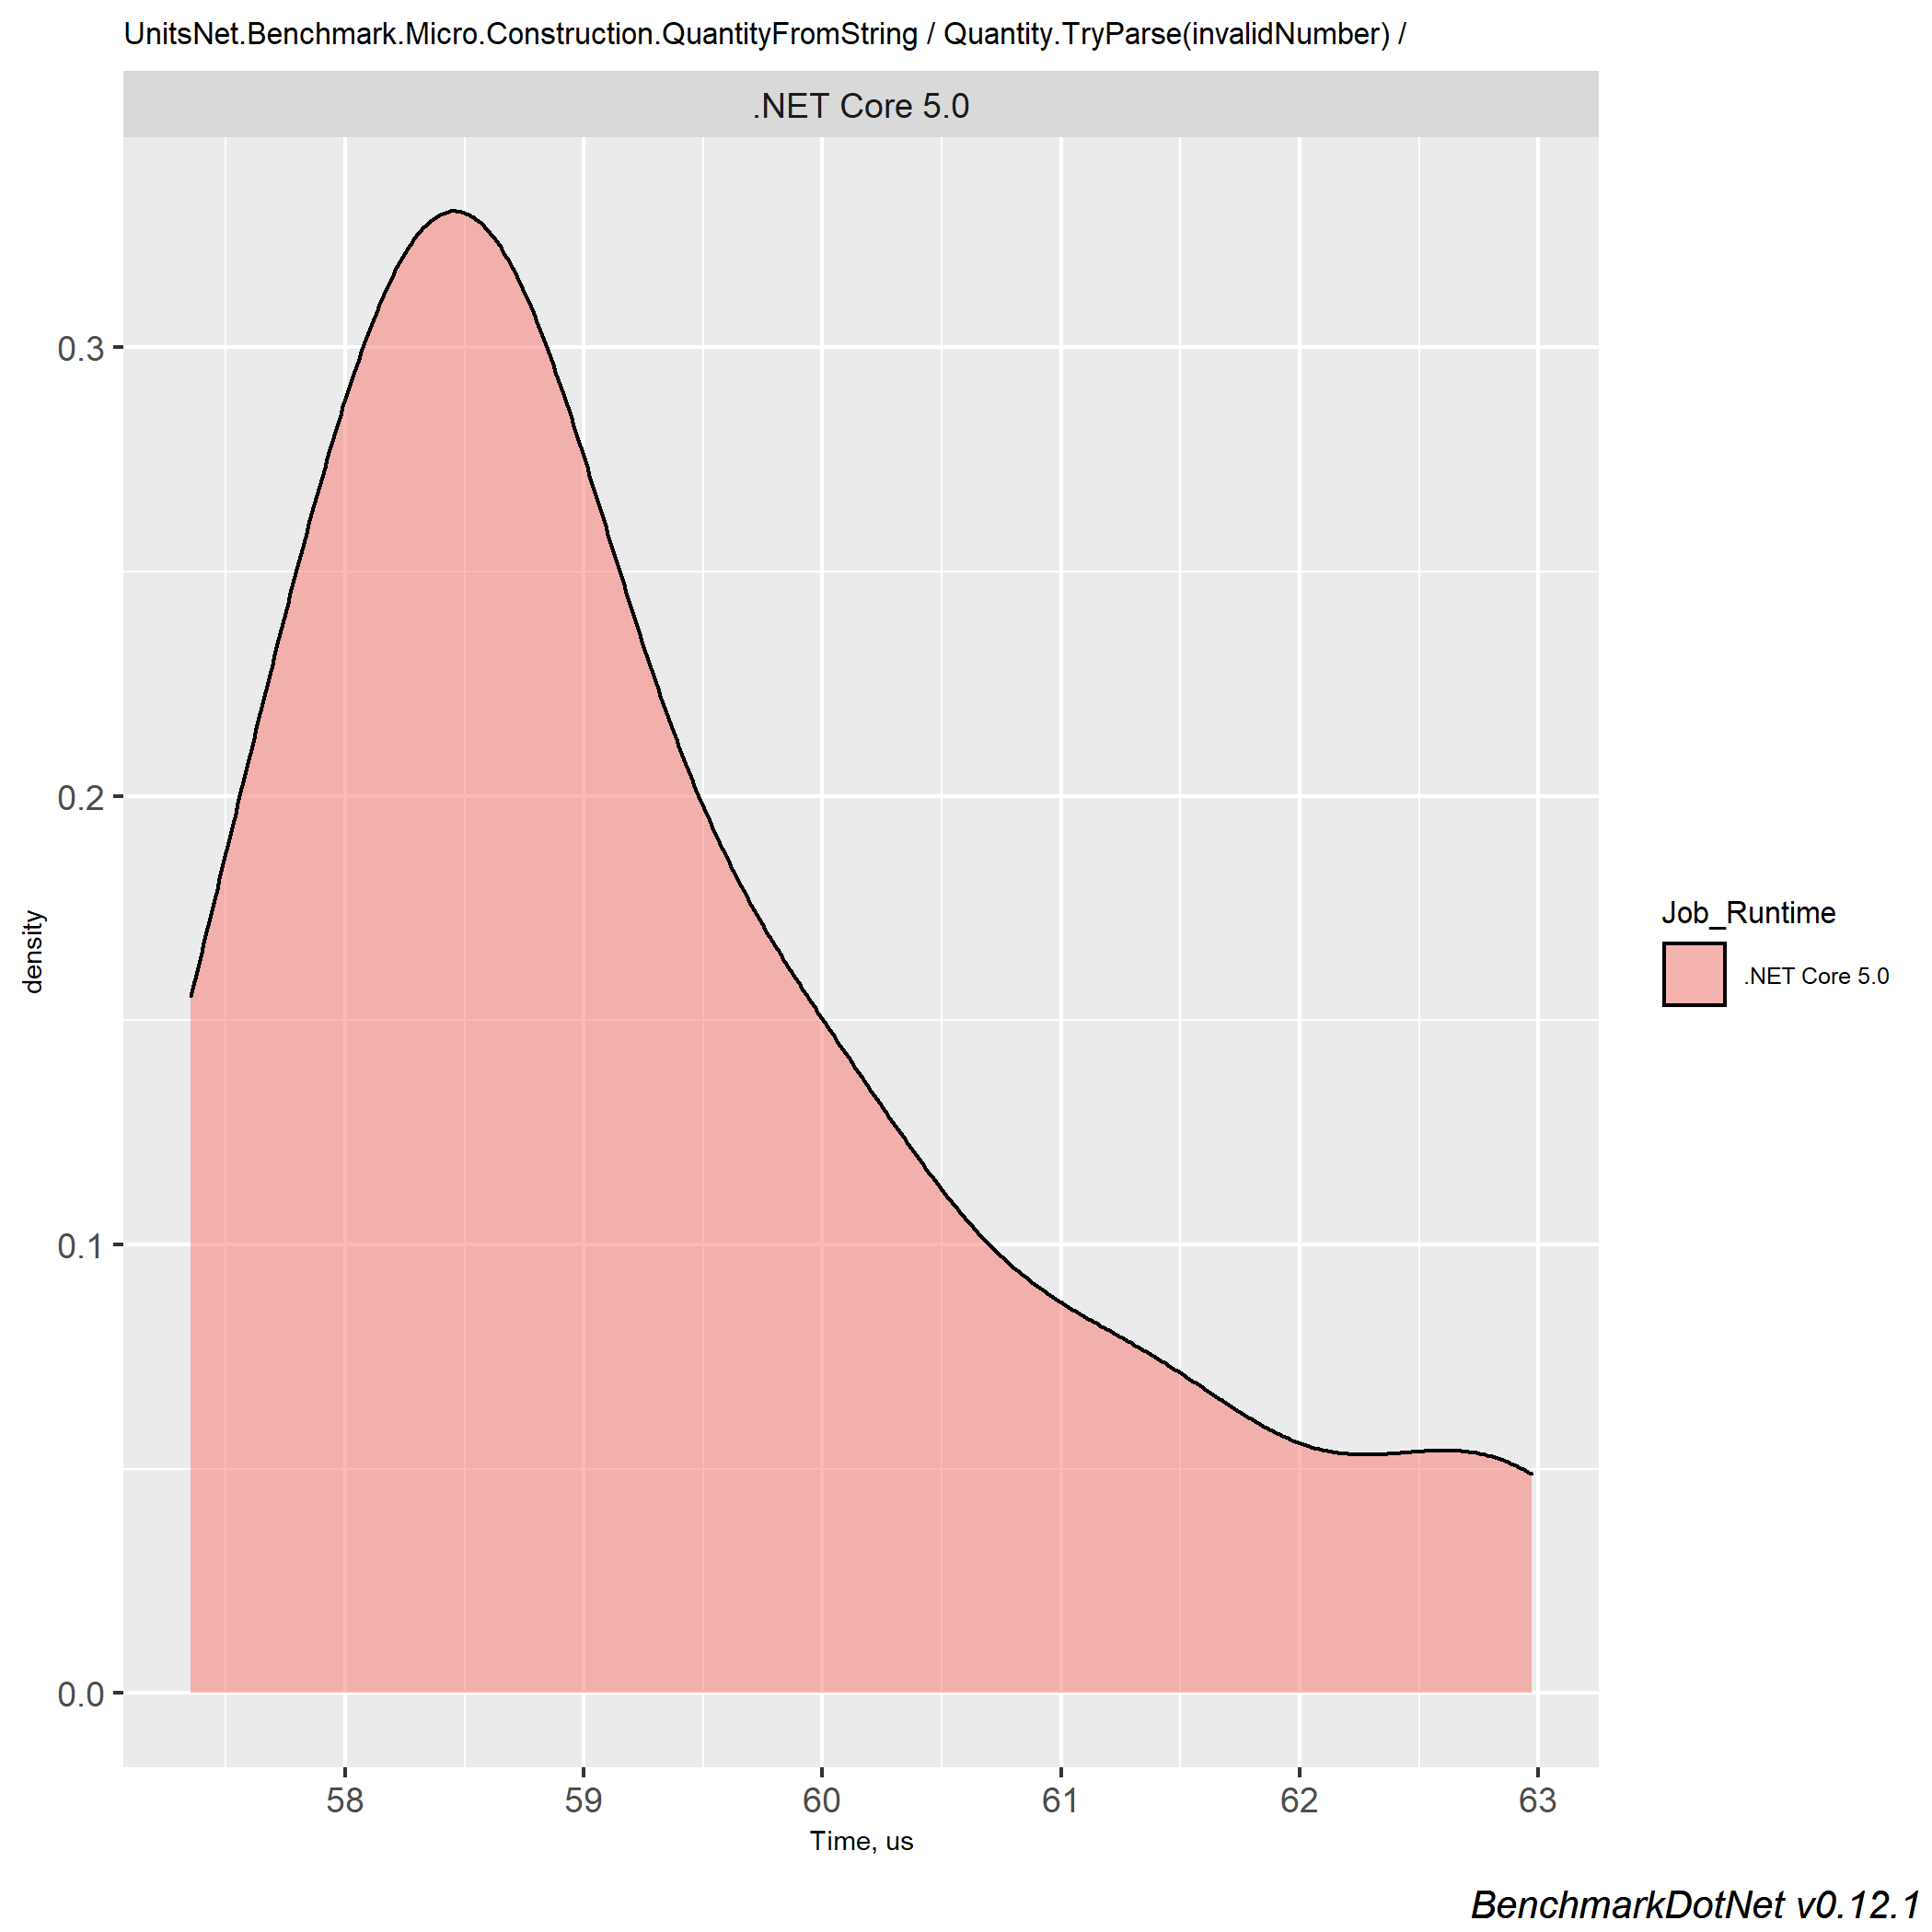 UnitsNet.Benchmark.Micro.Construction.QuantityFromString / Quantity.TryParse(invalidNumber) /
.NET Core 5.0
0.3
0.2
0.1
0.0
density
58 59 60 61 62 63
Time, us
Job_Runtime
.NET Core 5.0
BenchmarkDotNet v0.12.1